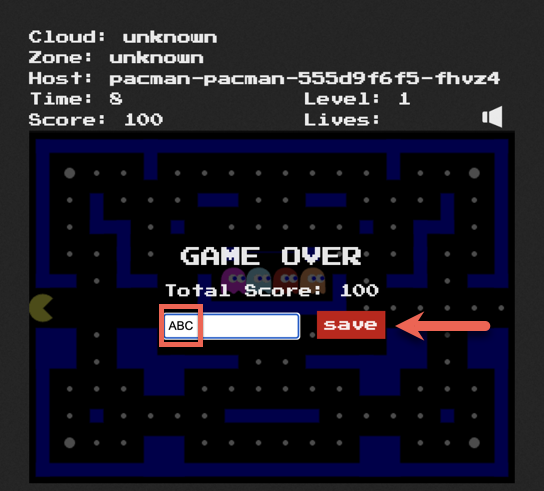 Cloud: unknown
Zone: unknown
Host: pacman-pacman-555d9f6f5-fhvz4
Time: 8 Level: 1
Score: 100 Lives:
GAME OVER
Total Score: 100
ABC save